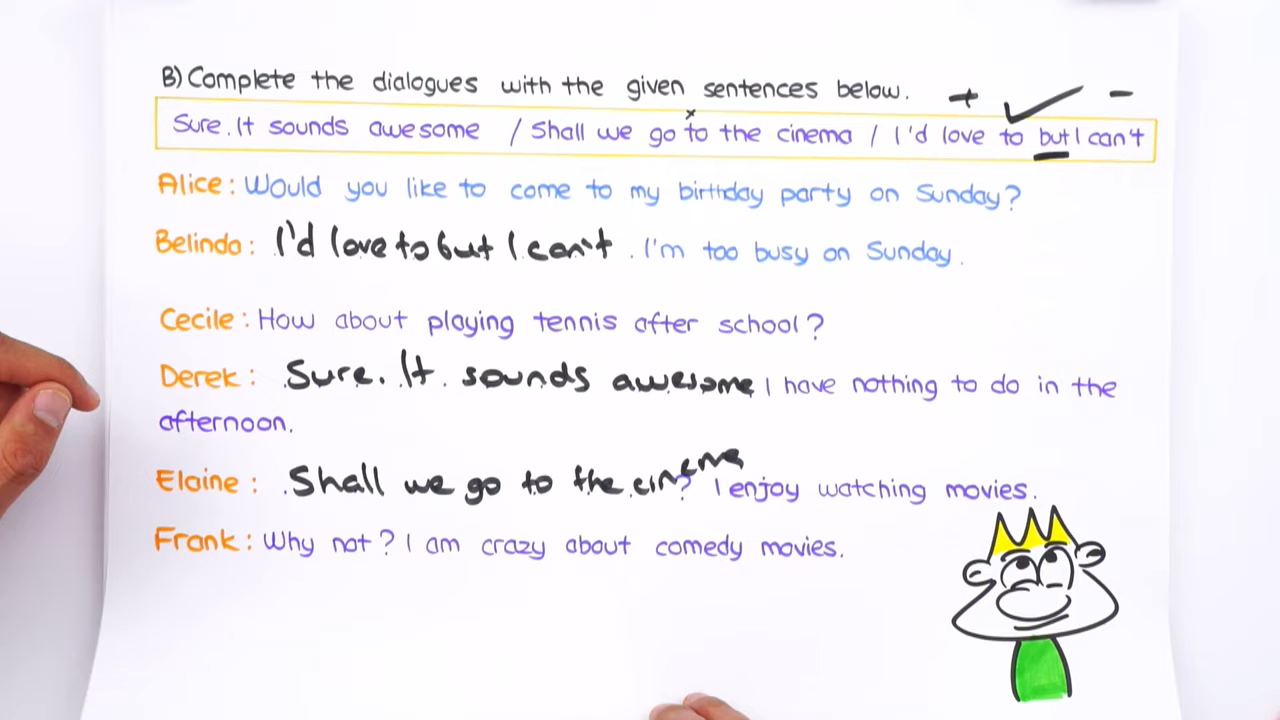 B) Complete the dialogues with the given sentences below. + ✓ -
Sure. It sounds awesome / Shall we go to the cinema / I'd love to but I can't
Alice: Would you like to come to my birthday party on Sunday?
Belinda: I'd love to but I can't. I'm too busy on Sunday.
Cecile: How about playing tennis after school?
Derek: Sure. It sounds awesome I have nothing to do in the
afternoon.
Elaine: Shall we go to the cinema? I enjoy watching movies.
Frank: Why not? I am crazy about comedy movies.